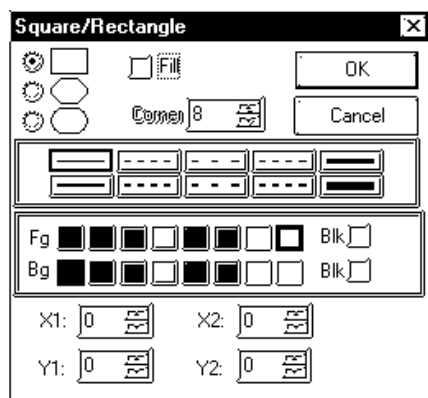 Square/Rectangle
Fill
OK
Corner 8
Cancel
Fg Blk
Bg Blk
X1: 0 X2: 0
Y1: 0 Y2: 0